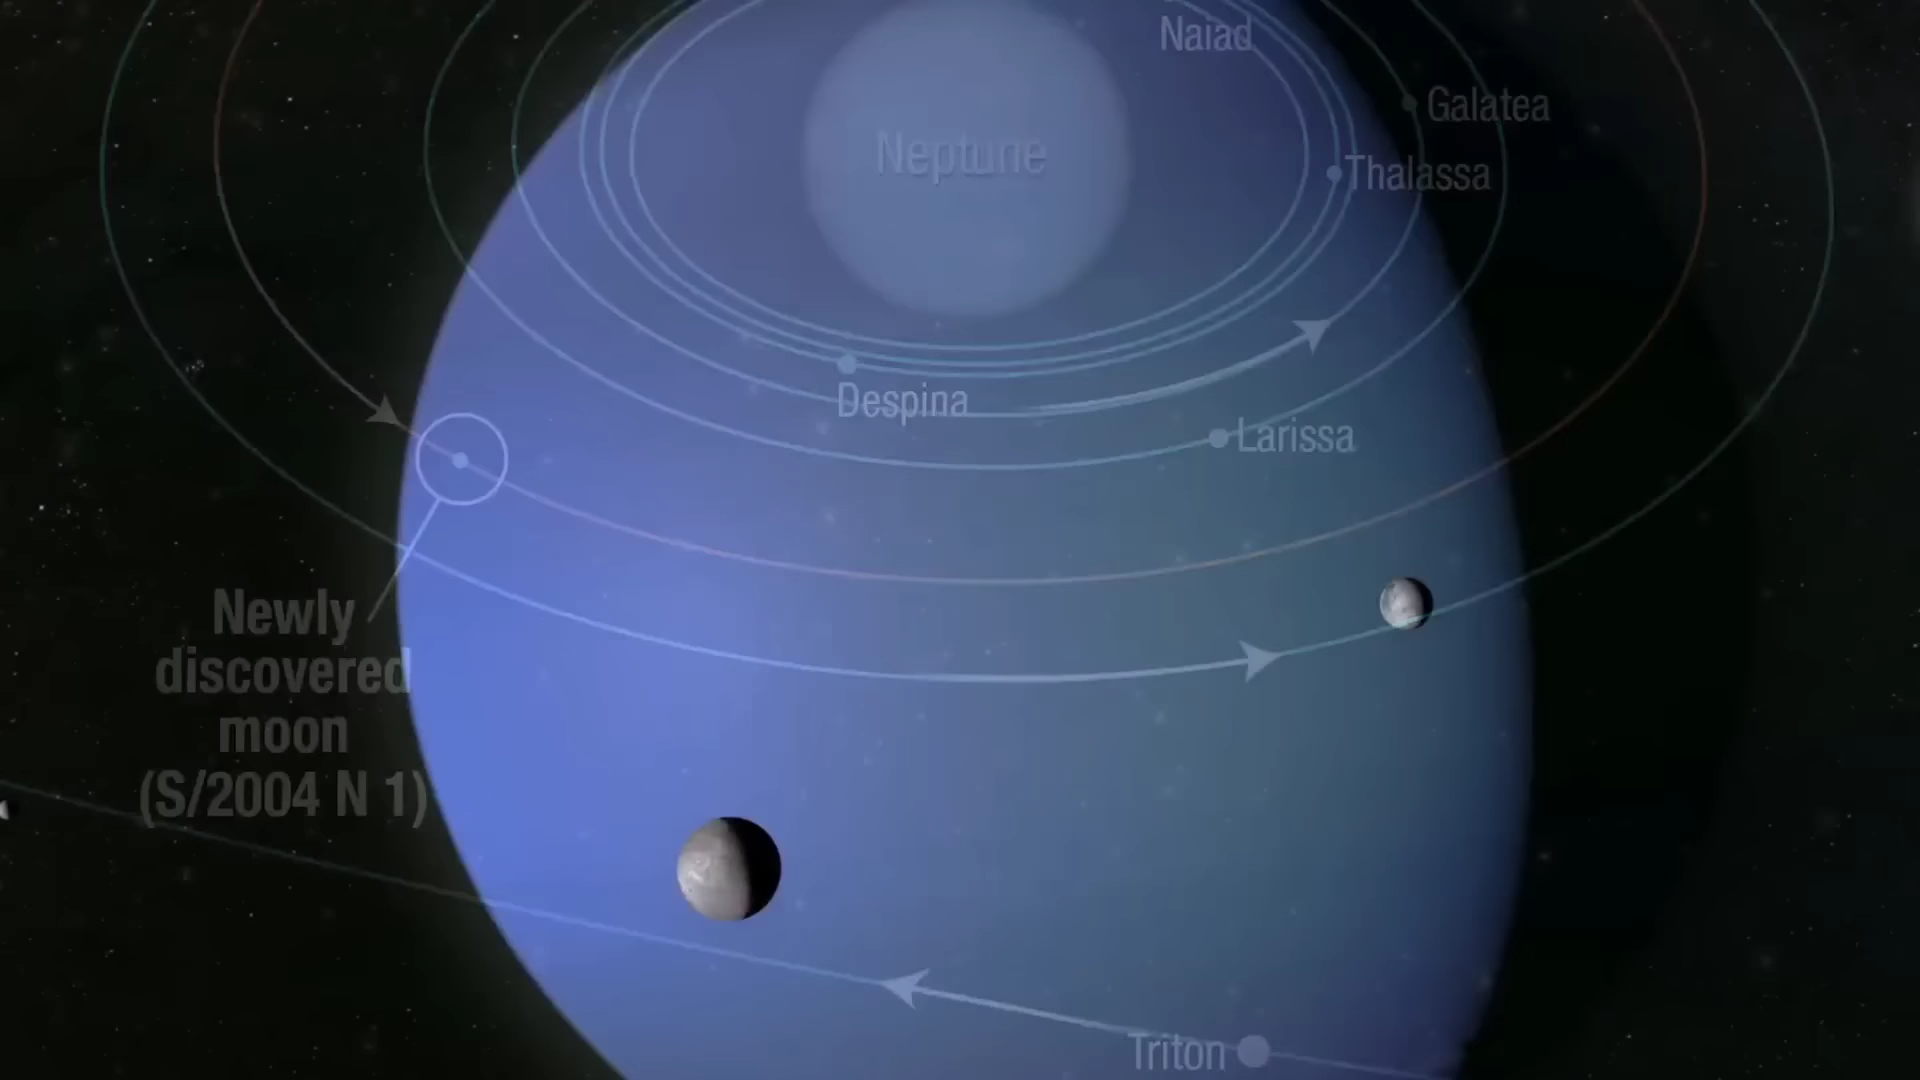 Naiad
Galatea
Neptune
Thalassa
Despina
Larissa
Newly
discovered
moon
(S/2004 N 1)
Triton